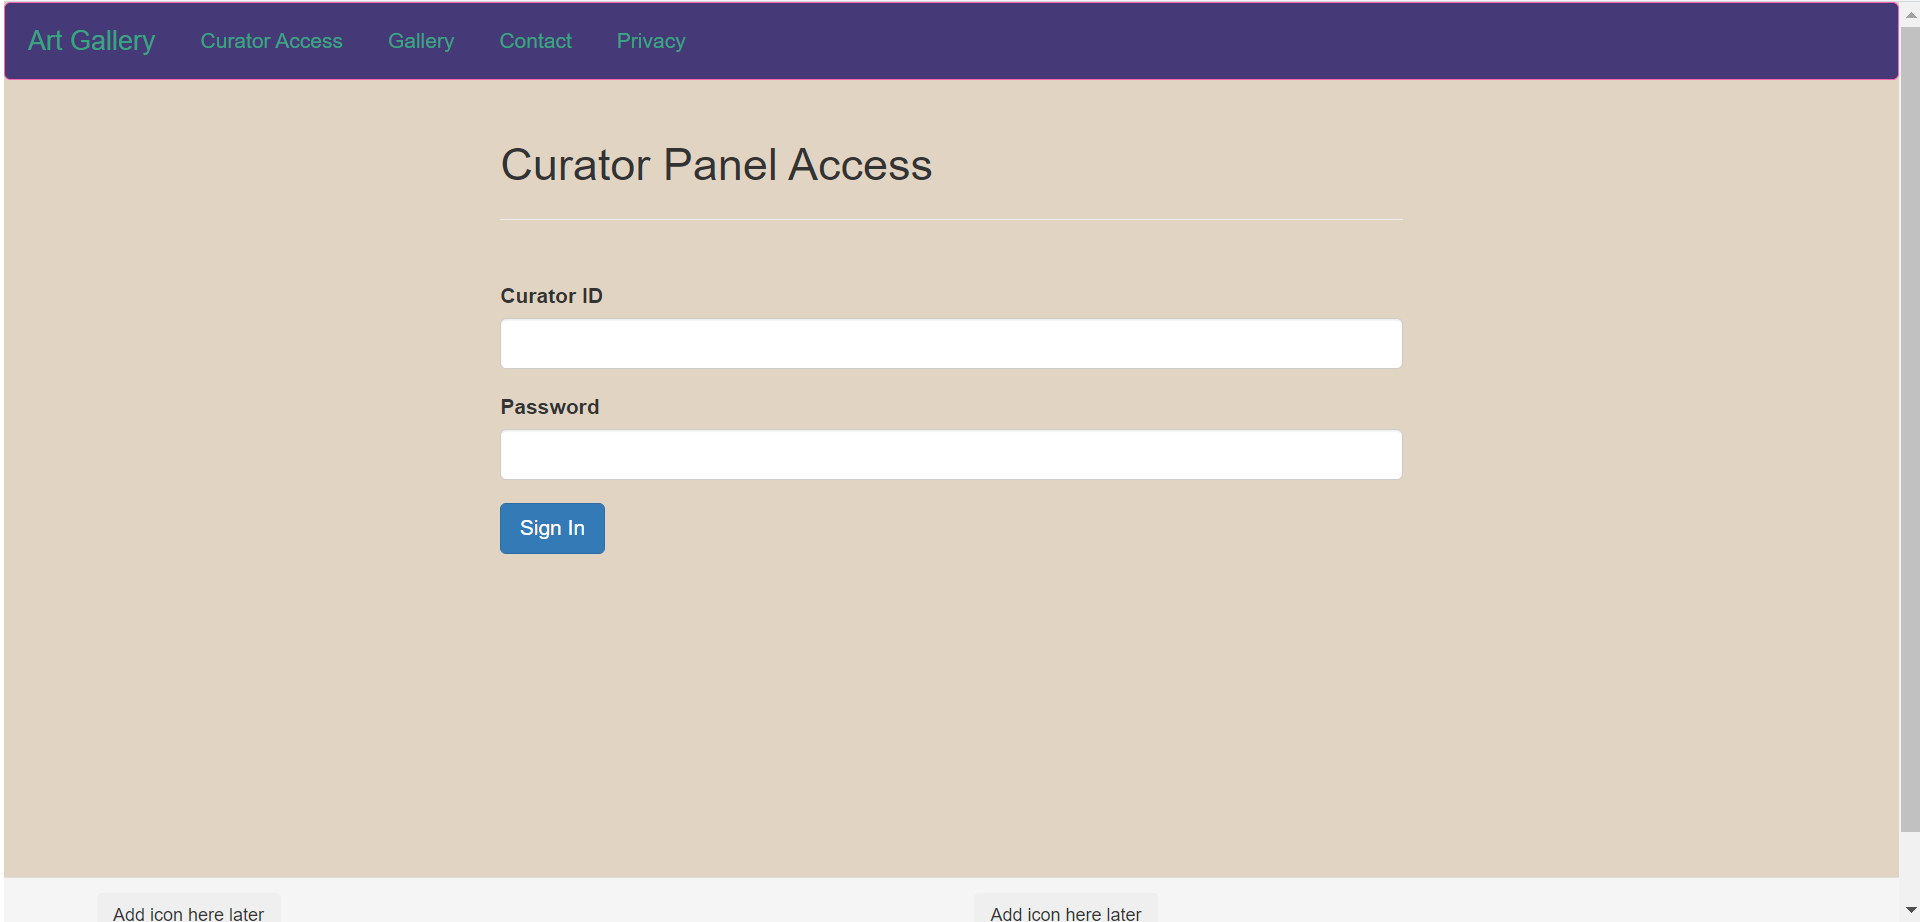 Art Gallery Curator Access Gallery Contact Privacy
Curator Panel Access
Curator ID
Password
Sign In
Add icon here later Add icon here later